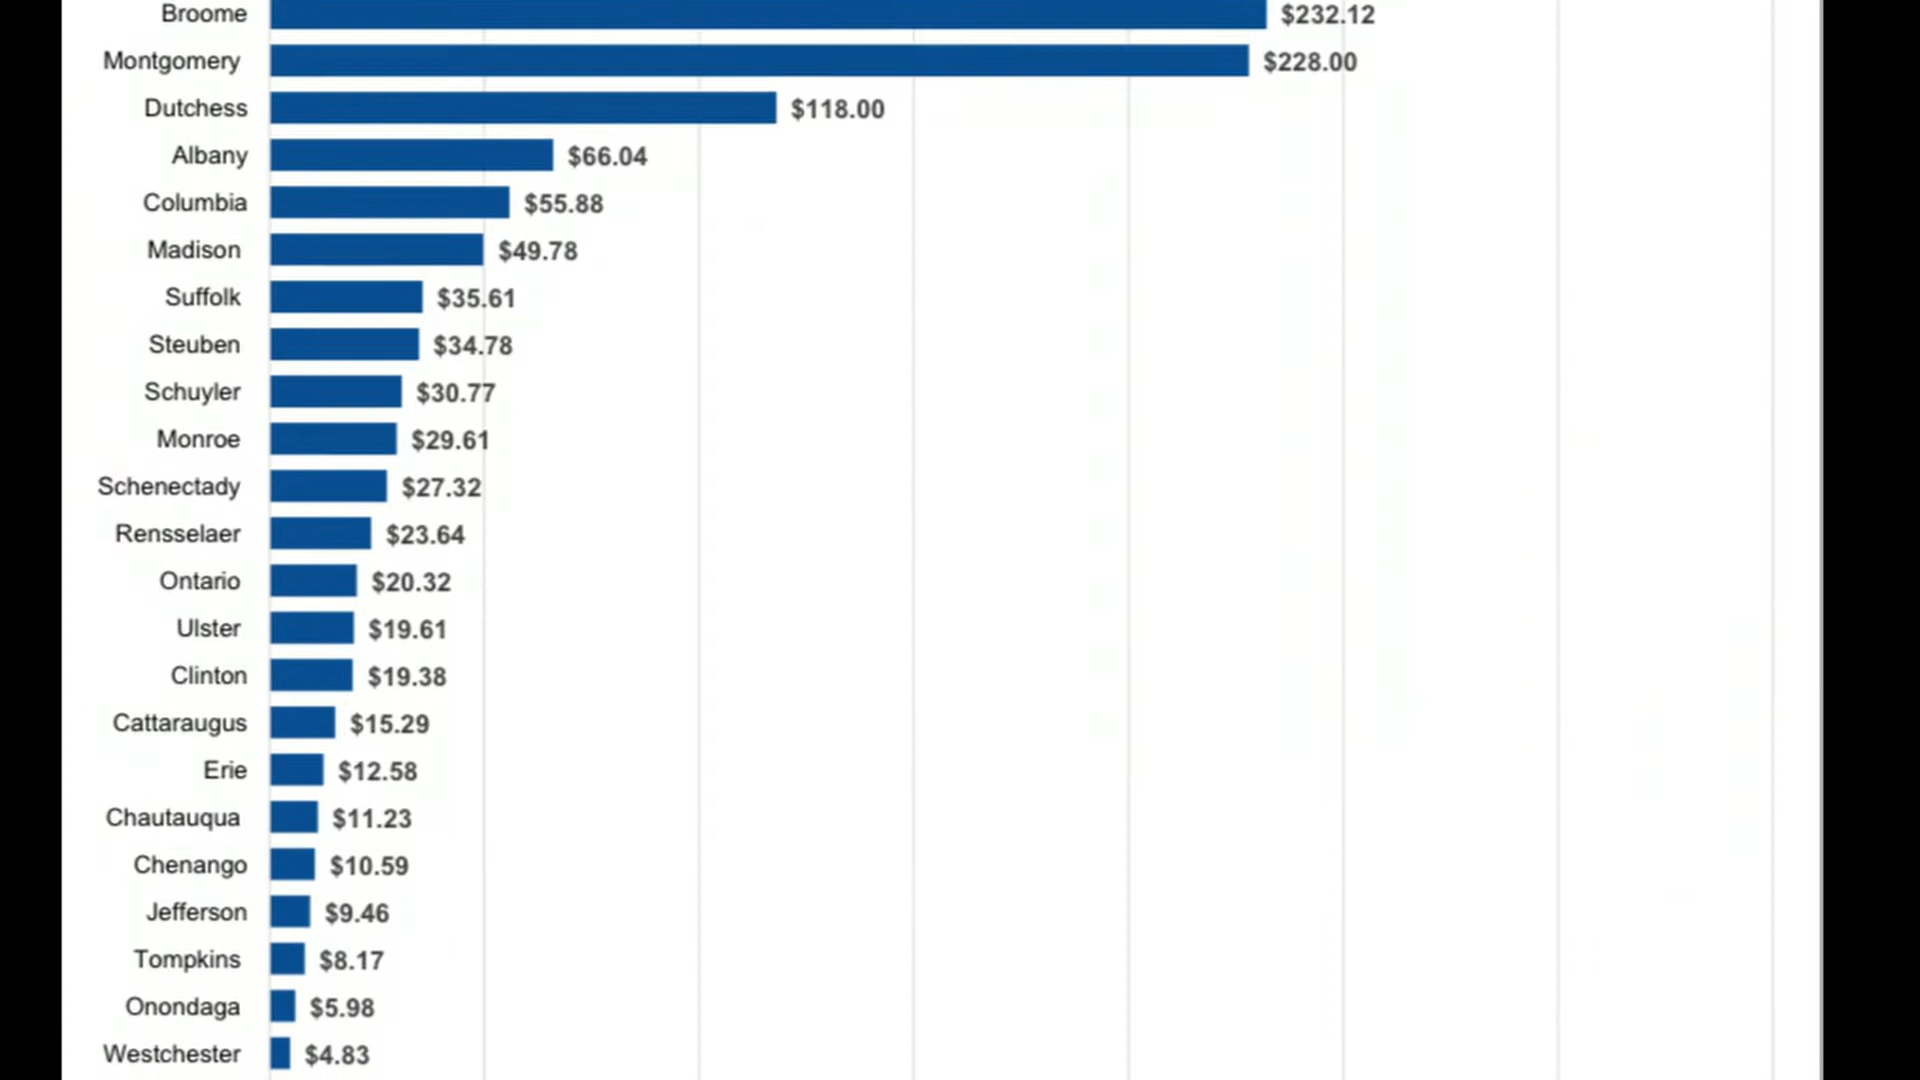 Broome $232.12
Montgomery $228.00
Dutchess $118.00
Albany $66.04
Columbia $55.88
Madison $49.78
Suffolk $35.61
Steuben $34.78
Schuyler $30.77
Monroe $29.61
Schenectady $27.32
Rensselaer $23.64
Ontario $20.32
Ulster $19.61
Clinton $19.38
Cattaraugus $15.29
Erie $12.58
Chautauqua $11.23
Chenango $10.59
Jefferson $9.46
Tompkins $8.17
Onondaga $5.98
Westchester $4.83